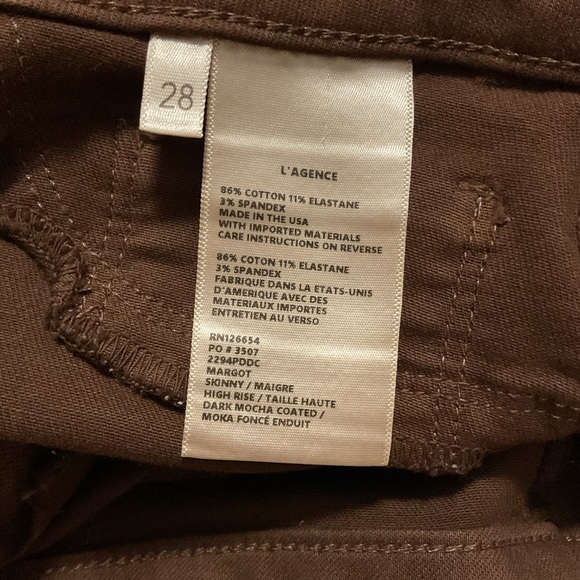 28
L'AGENCE
86% COTTON 11% ELASTANE
3% SPANDEX
MADE IN THE USA
WITH IMPORTED MATERIALS
CARE INSTRUCTIONS ON REVERSE
86% COTON 11% ELASTANE
3% SPANDEX
FABRIQUE DANS LA ETATS-UNIS
D'AMERIQUE AVEC DES
MATERIAUX IMPORTES
ENTRETIEN AU VERSO
RN126654
PO # 3507
2294PDDC
MARGOT
SKINNY / MAIGRE
HIGH RISE / TAILLE HAUTE
DARK MOCHA COATED /
MOKA FONCÉ ENDUIT